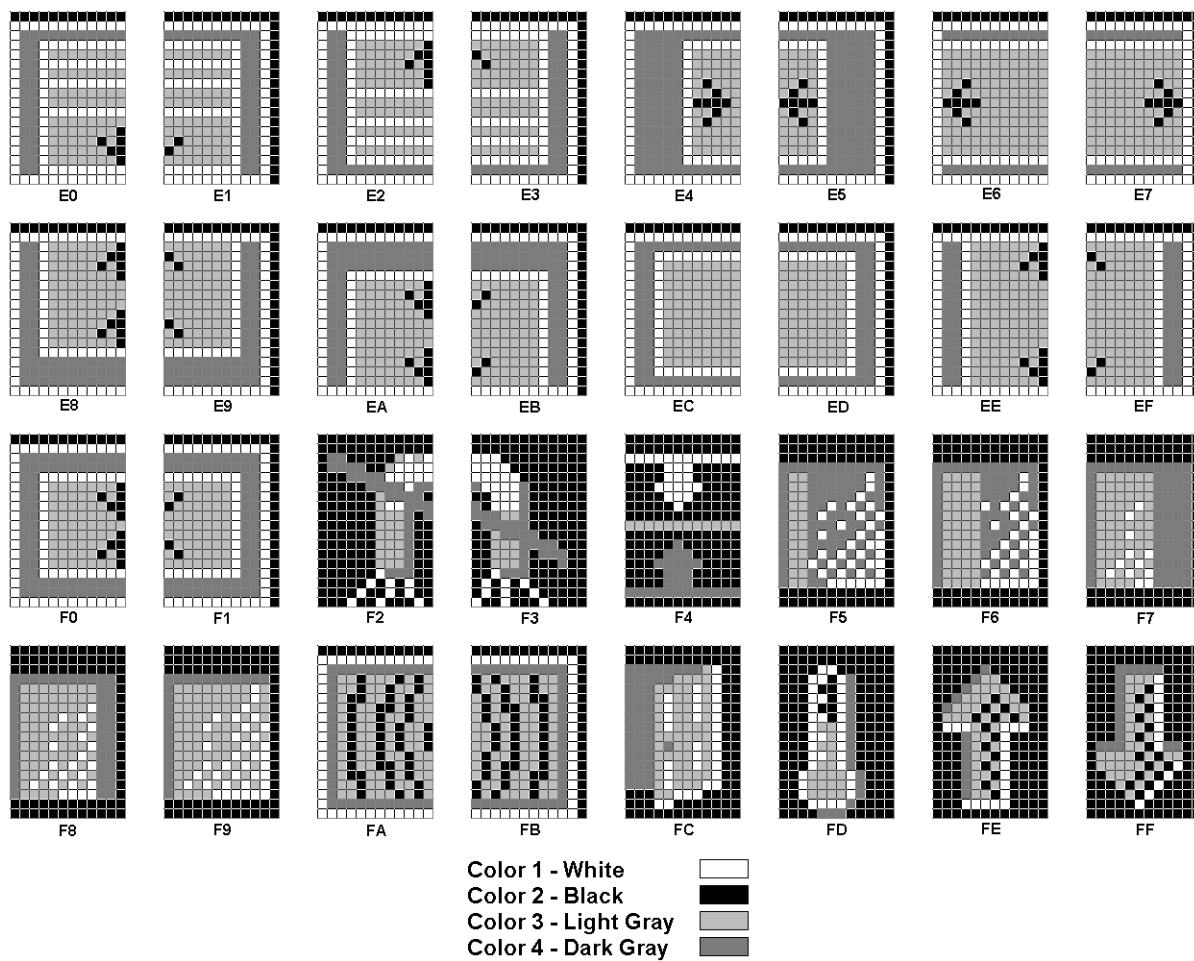 E0 E1 E2 E3 E4 E5 E6 E7
E8 E9 EA EB EC ED EE EF
F0 F1 F2 F3 F4 F5 F6 F7
F8 F9 FA FB FC FD FE FF
Color 1 - White
Color 2 - Black
Color 3 - Light Gray
Color 4 - Dark Gray